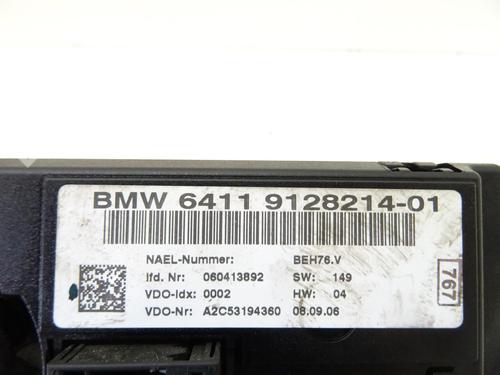 BMW 6411 9128214-01
NAEL-Nummer: BEH76.V
lfd. Nr: 060413892 SW: 149
VDO-Idx: 0002 HW: 04
VDO-Nr: A2C53194360 08.09.06
767